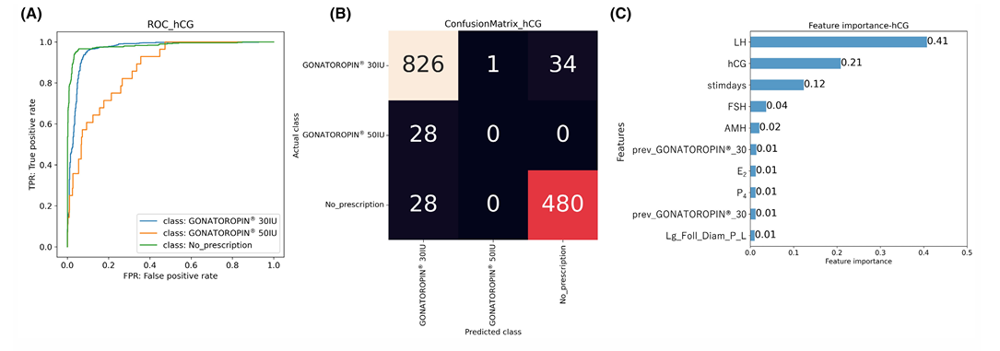 (A)
ROC_hCG
TPR: True positive rate
1.0
0.8
0.6
0.4
0.2
0.0
class: GONATOROPIN® 30IU
class: GONATOROPIN® 50IU
class: No_prescription
0.0 0.2 0.4 0.6 0.8 1.0
FPR: False positive rate
(B)
ConfusionMatrix_hCG
Actual class
GONATOROPIN® 30IU 826 1 34
GONATOROPIN® 50IU 28 0 0
No_prescription 28 0 480
GONATOROPIN® 30IU
GONATOROPIN® 50IU
No_prescription
Predicted class
(C)
Feature importance-hCG
Features
LH 0.41
hCG 0.21
stimdays 0.12
FSH 0.04
AMH 0.02
prev_GONATOROPIN®_30 0.01
E2 0.01
P4 0.01
prev_GONATOROPIN®_30 0.01
Lg_Foll_Diam_P_L 0.01
0.0 0.1 0.2 0.3 0.4 0.5
Feature importance